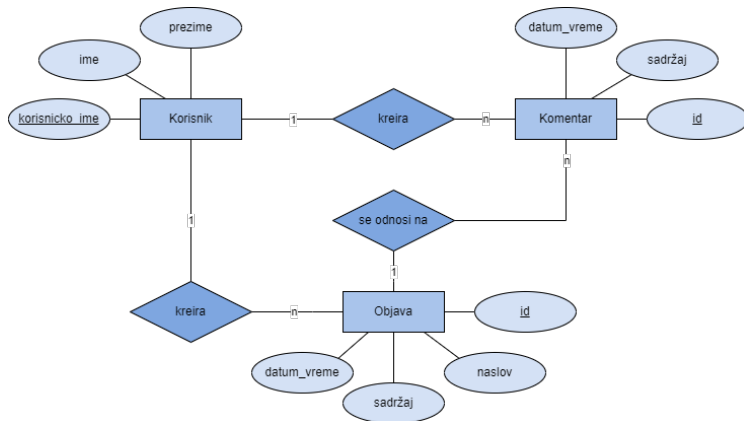 prezime
datum_vreme
ime
sadržaj
korisnicko_ime
Korisnik
1
kreira
n
Komentar
id
n
1
se odnosi na
1
kreira
n
Objava
id
datum_vreme
naslov
sadržaj